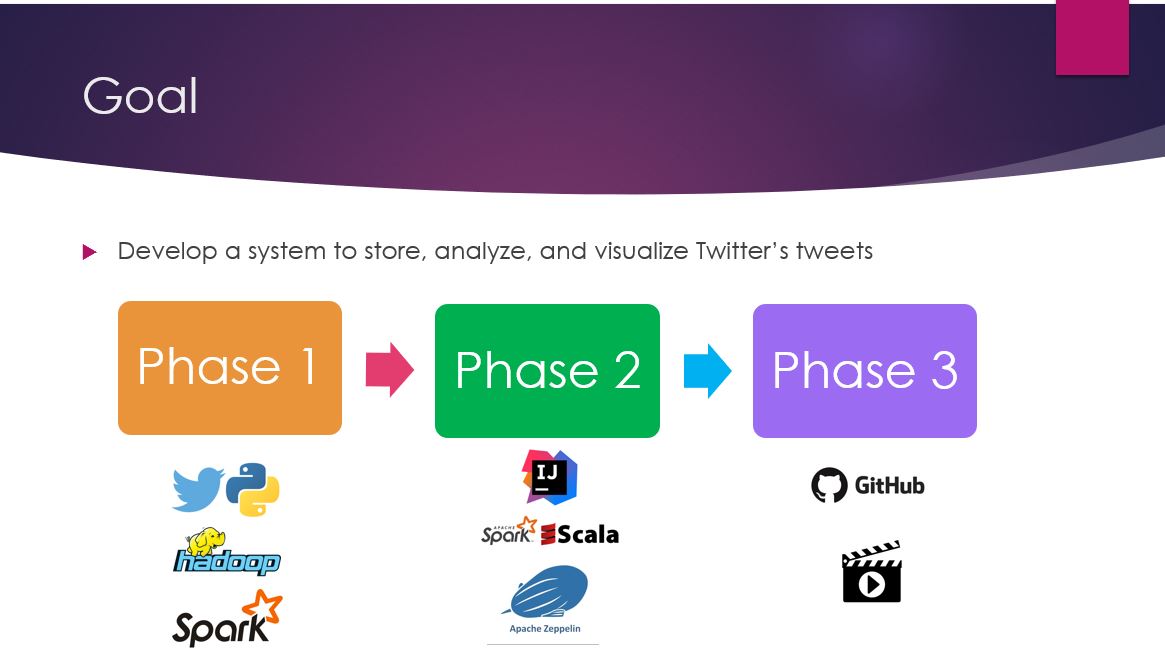 Goal
Develop a system to store, analyze, and visualize Twitter's tweets
Phase 1
Phase 2
Phase 3
hadoop
Spark
IJ
APACHE
Spark
Scala
Apache Zeppelin
GitHub